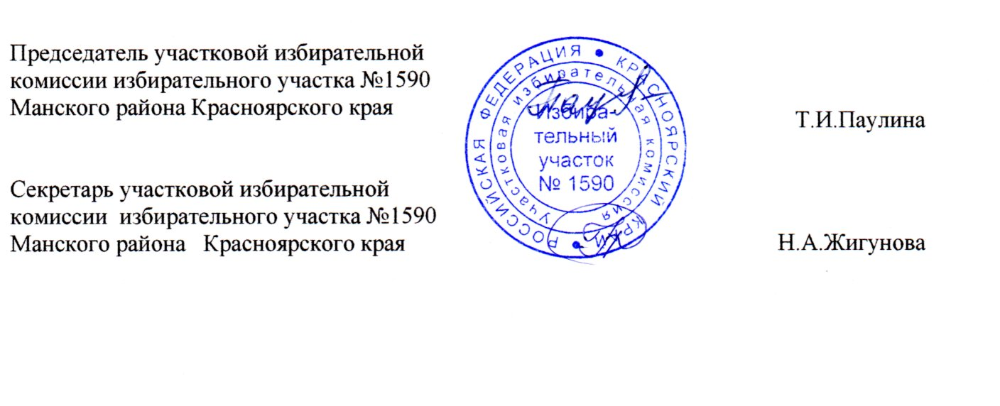 Председатель участковой избирательной
комиссии избирательного участка №1590
Манского района Красноярского края
Т.И.Паулина
РОССИЙСКАЯ ФЕДЕРАЦИЯ ● КРАСНОЯРСКИЙ КРАЙ ●
Участковая избирательная комиссия
Избира-
тельный
участок
№ 1590
Секретарь участковой избирательной
комиссии  избирательного участка №1590
Манского района   Красноярского края
Н.А.Жигунова